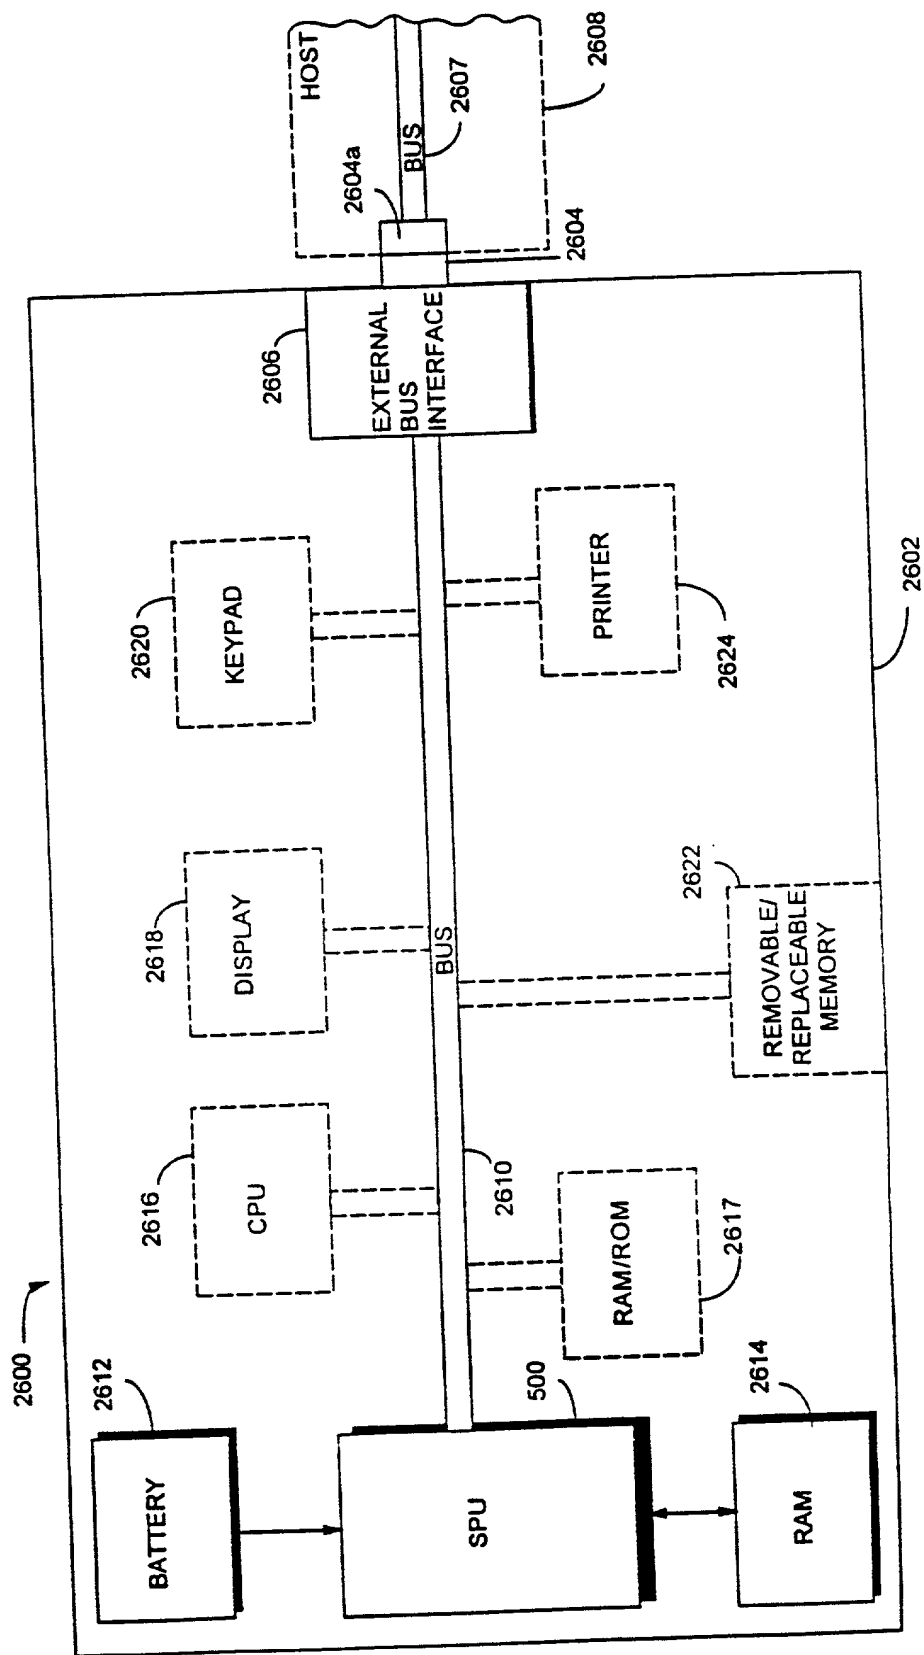 2600
2612
BATTERY
2616
CPU
2618
DISPLAY
2620
KEYPAD
2606
EXTERNAL
BUS
INTERFACE
HOST
2604a
BUS
2607
2604
2608
500
SPU
2610
BUS
2614
RAM
RAM/ROM
2617
2622
REMOVABLE/
REPLACEABLE
MEMORY
PRINTER
2624
2602